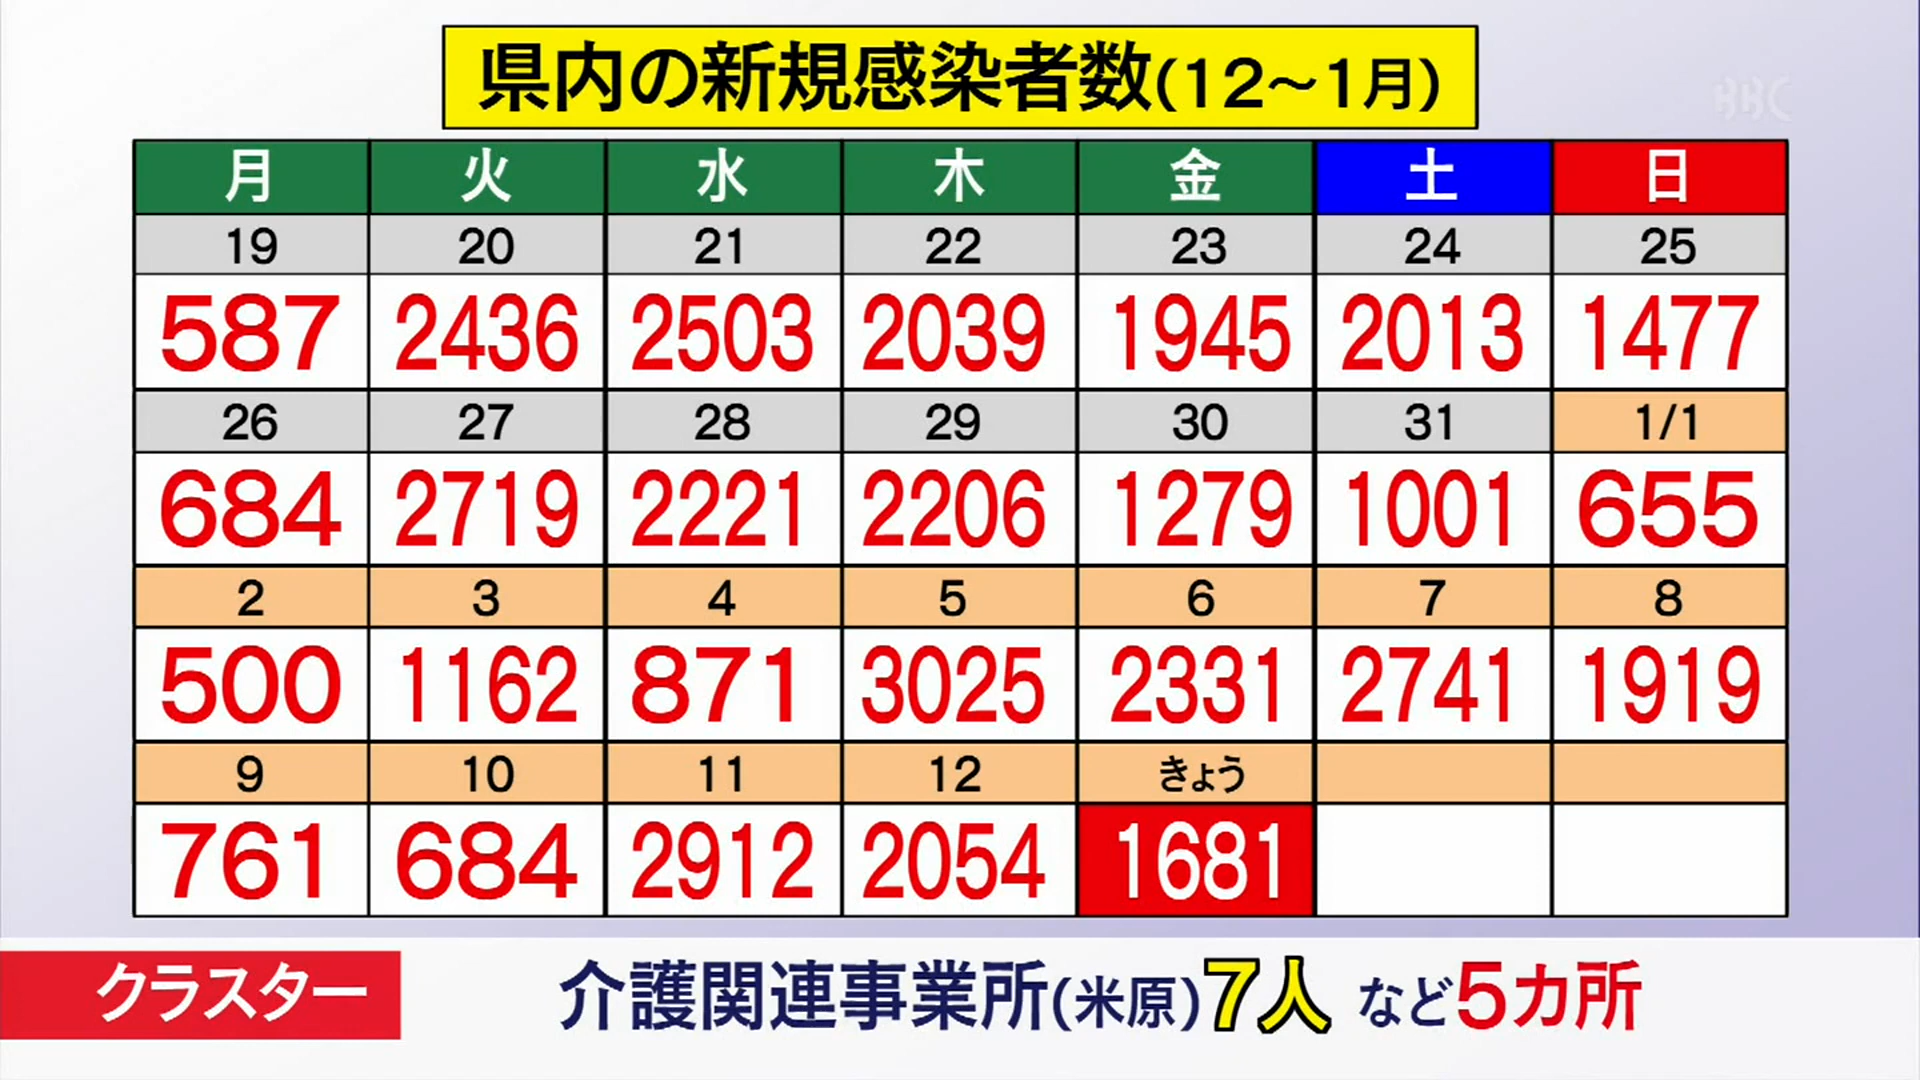 県内の新規感染者数(12〜1月)
BBC
月 火 水 木 金 土 日
19 20 21 22 23 24 25
587 2436 2503 2039 1945 2013 1477
26 27 28 29 30 31 1/1
684 2719 2221 2206 1279 1001 655
2 3 4 5 6 7 8
500 1162 871 3025 2331 2741 1919
9 10 11 12 きょう
761 684 2912 2054 1681
クラスター 介護関連事業所(米原)7人 など5カ所